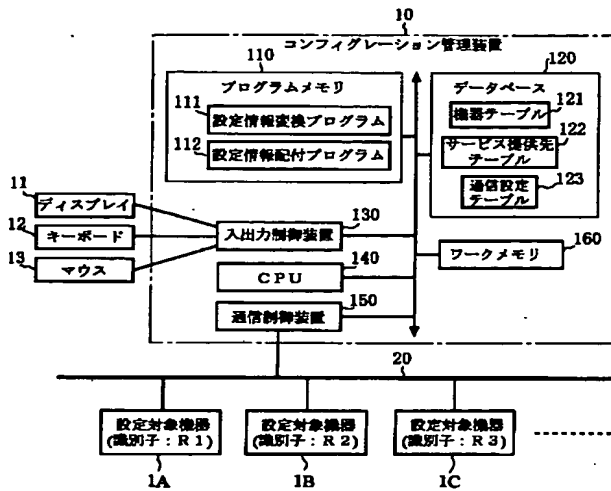 10
コンフィグレーション管理装置
110
プログラムメモリ
111
設定情報変換プログラム
112
設定情報配付プログラム
120
データベース
機器テーブル
121
サービス提供先
テーブル
122
通信設定
テーブル
123
11
ディスプレイ
12
キーボード
13
マウス
130
入出力制御装置
140
CPU
150
通信制御装置
160
ワークメモリ
20
設定対象機器
(識別子:R1)
1A
設定対象機器
(識別子:R2)
1B
設定対象機器
(識別子:R3)
1C